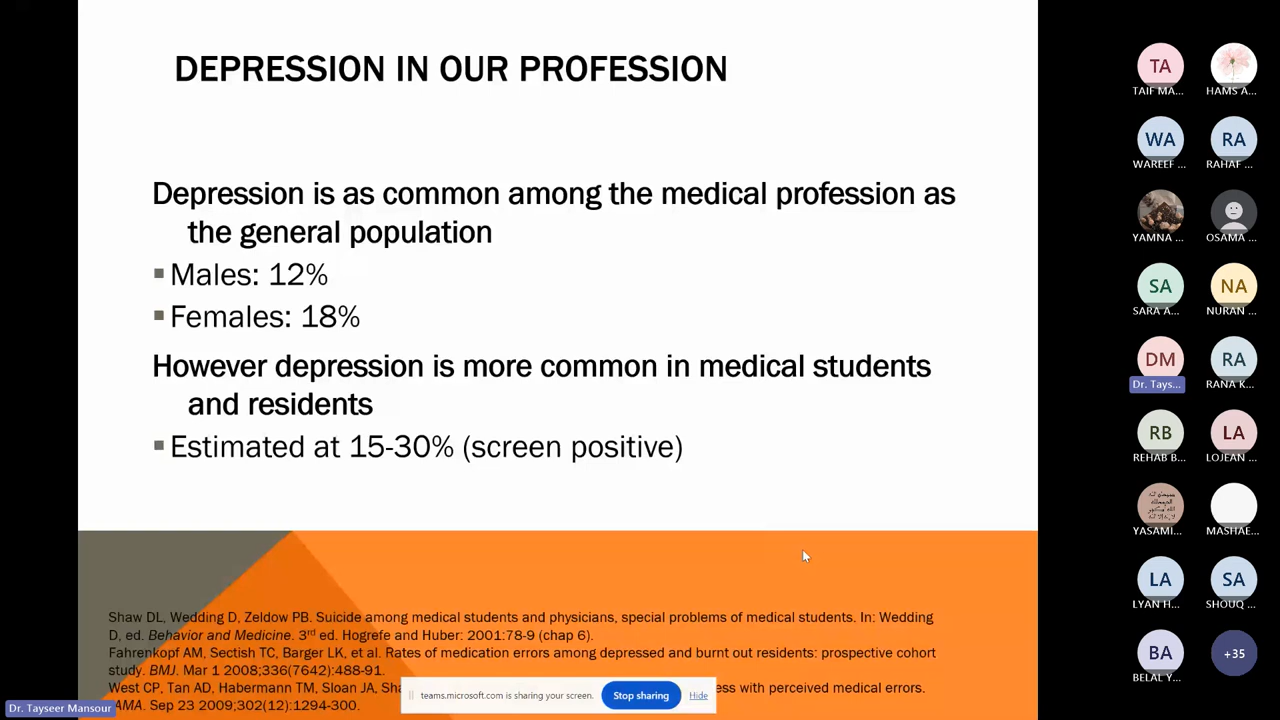 DEPRESSION IN OUR PROFESSION
Depression is as common among the medical profession as
the general population
Males: 12%
Females: 18%
However depression is more common in medical students
and residents
Estimated at 15-30% (screen positive)
Shaw DL, Wedding D, Zeldow PB. Suicide among medical students and physicians, special problems of medical students. In: Wedding
D, ed. Behavior and Medicine. 3rd ed. Hogrefe and Huber: 2001:78-9 (chap 6).
Fahrenkopf AM, Sectish TC, Barger LK, et al. Rates of medication errors among depressed and burnt out residents: prospective cohort
study. BMJ. Mar 1 2008;336(7642):488-91.
West CP, Tan AD, Habermann TM, Sloan JA, Sha
ess with perceived medical errors.
AMA. Sep 23 2009;302(12):1294-300.
teams.microsoft.com is sharing your screen.
Stop sharing
Hide
Dr. Tayseer Mansour
TA
TAIF MA...
HAMS A...
WA
WAREEF ...
RA
RAHAF ...
YAMNA ...
OSAMA ...
SA
SARA A...
NA
NURAN ...
DM
Dr. Tays...
RA
RANA K...
RB
REHAB B...
LA
LOJEAN ...
YASAMI...
MASHAE...
LA
LYAN H...
SA
SHOUQ ...
BA
BELAL Y...
+35